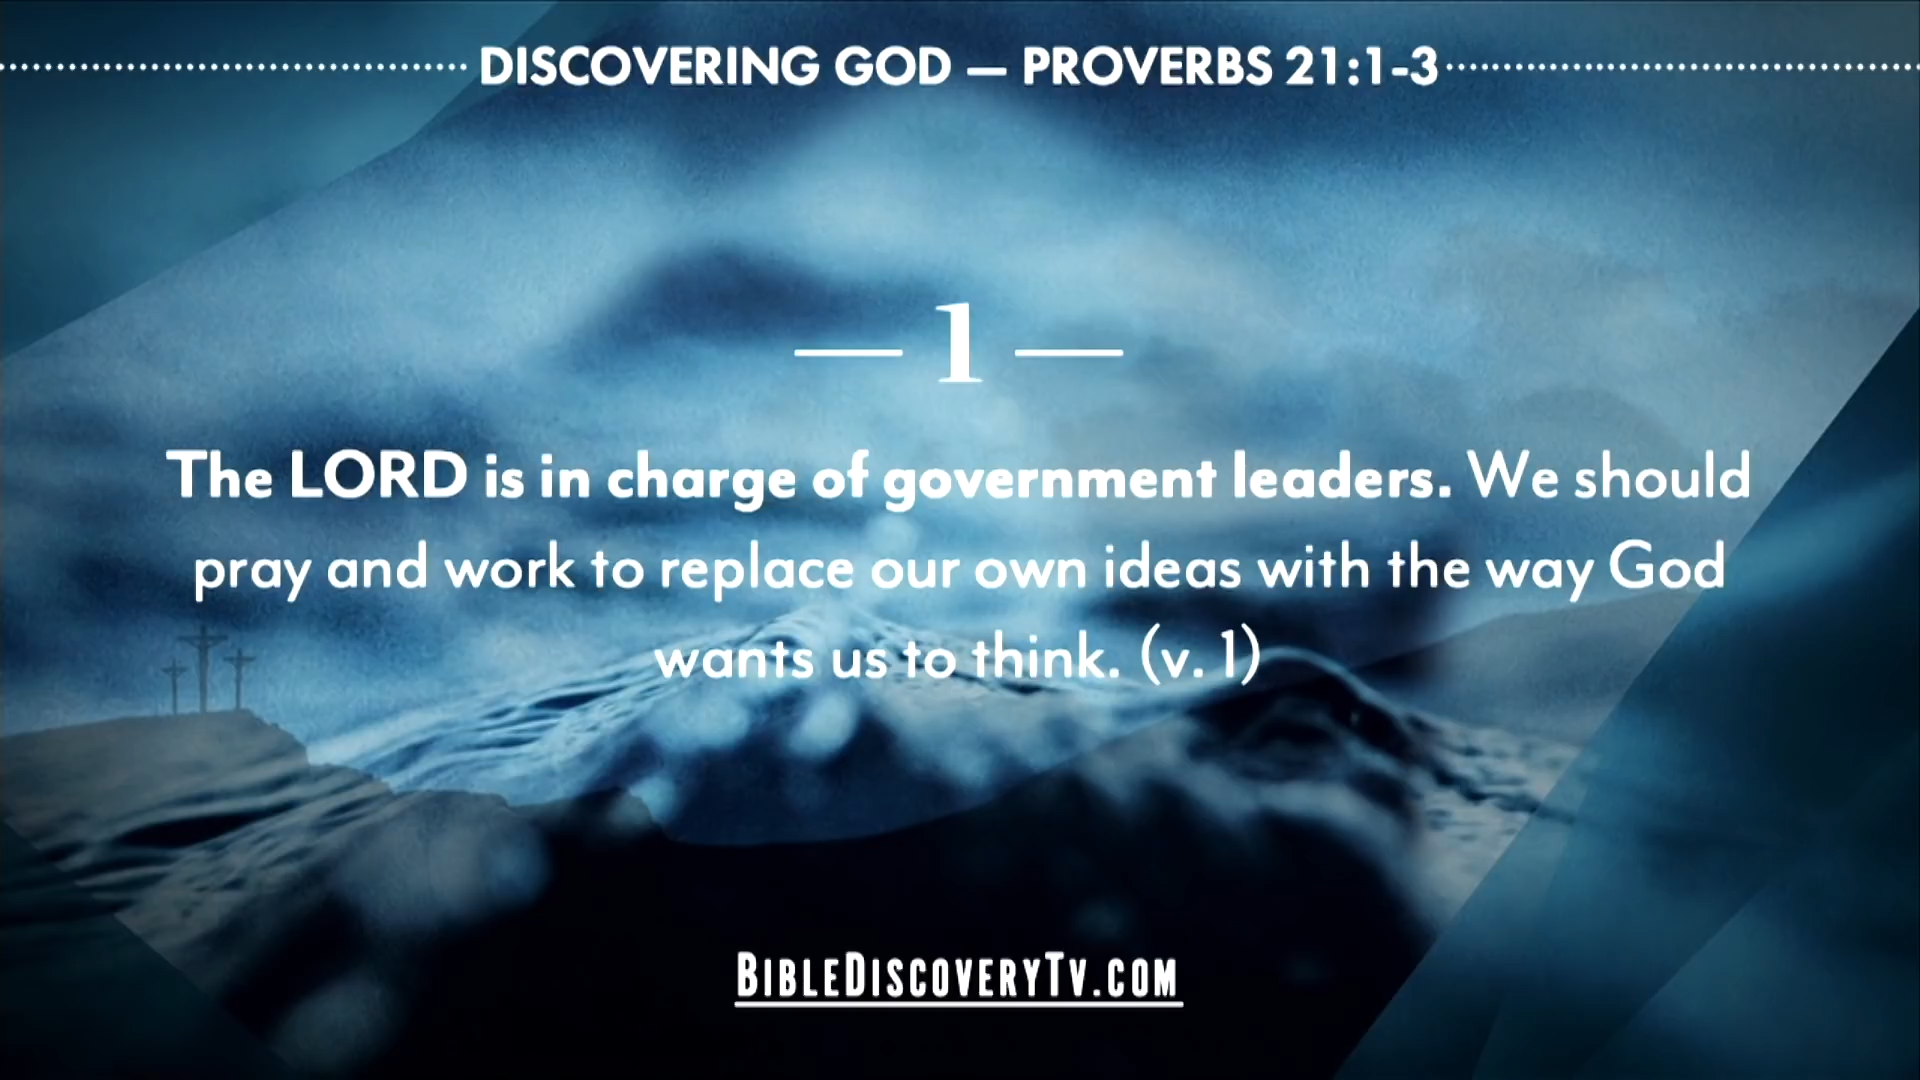 DISCOVERING GOD — PROVERBS 21:1-3
— 1 —
The LORD is in charge of government leaders. We should
pray and work to replace our own ideas with the way God
wants us to think. (v. 1)
BIBLEDISCOVERYTV.COM